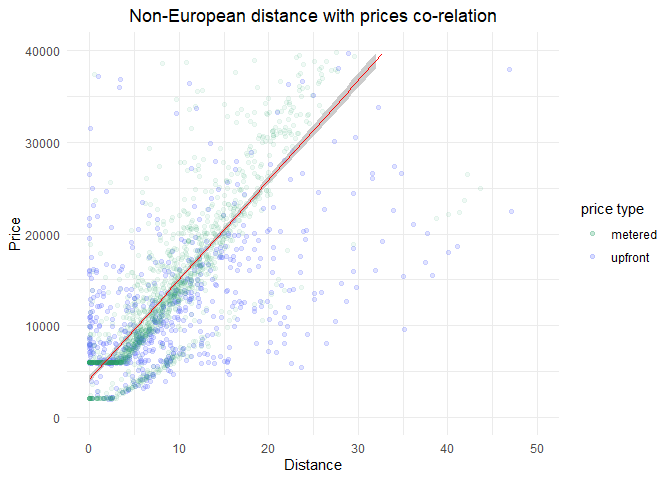 Non-European distance with prices co-relation
40000
30000
20000
10000
0
Price
0 10 20 30 40 50
Distance
price type
metered
upfront